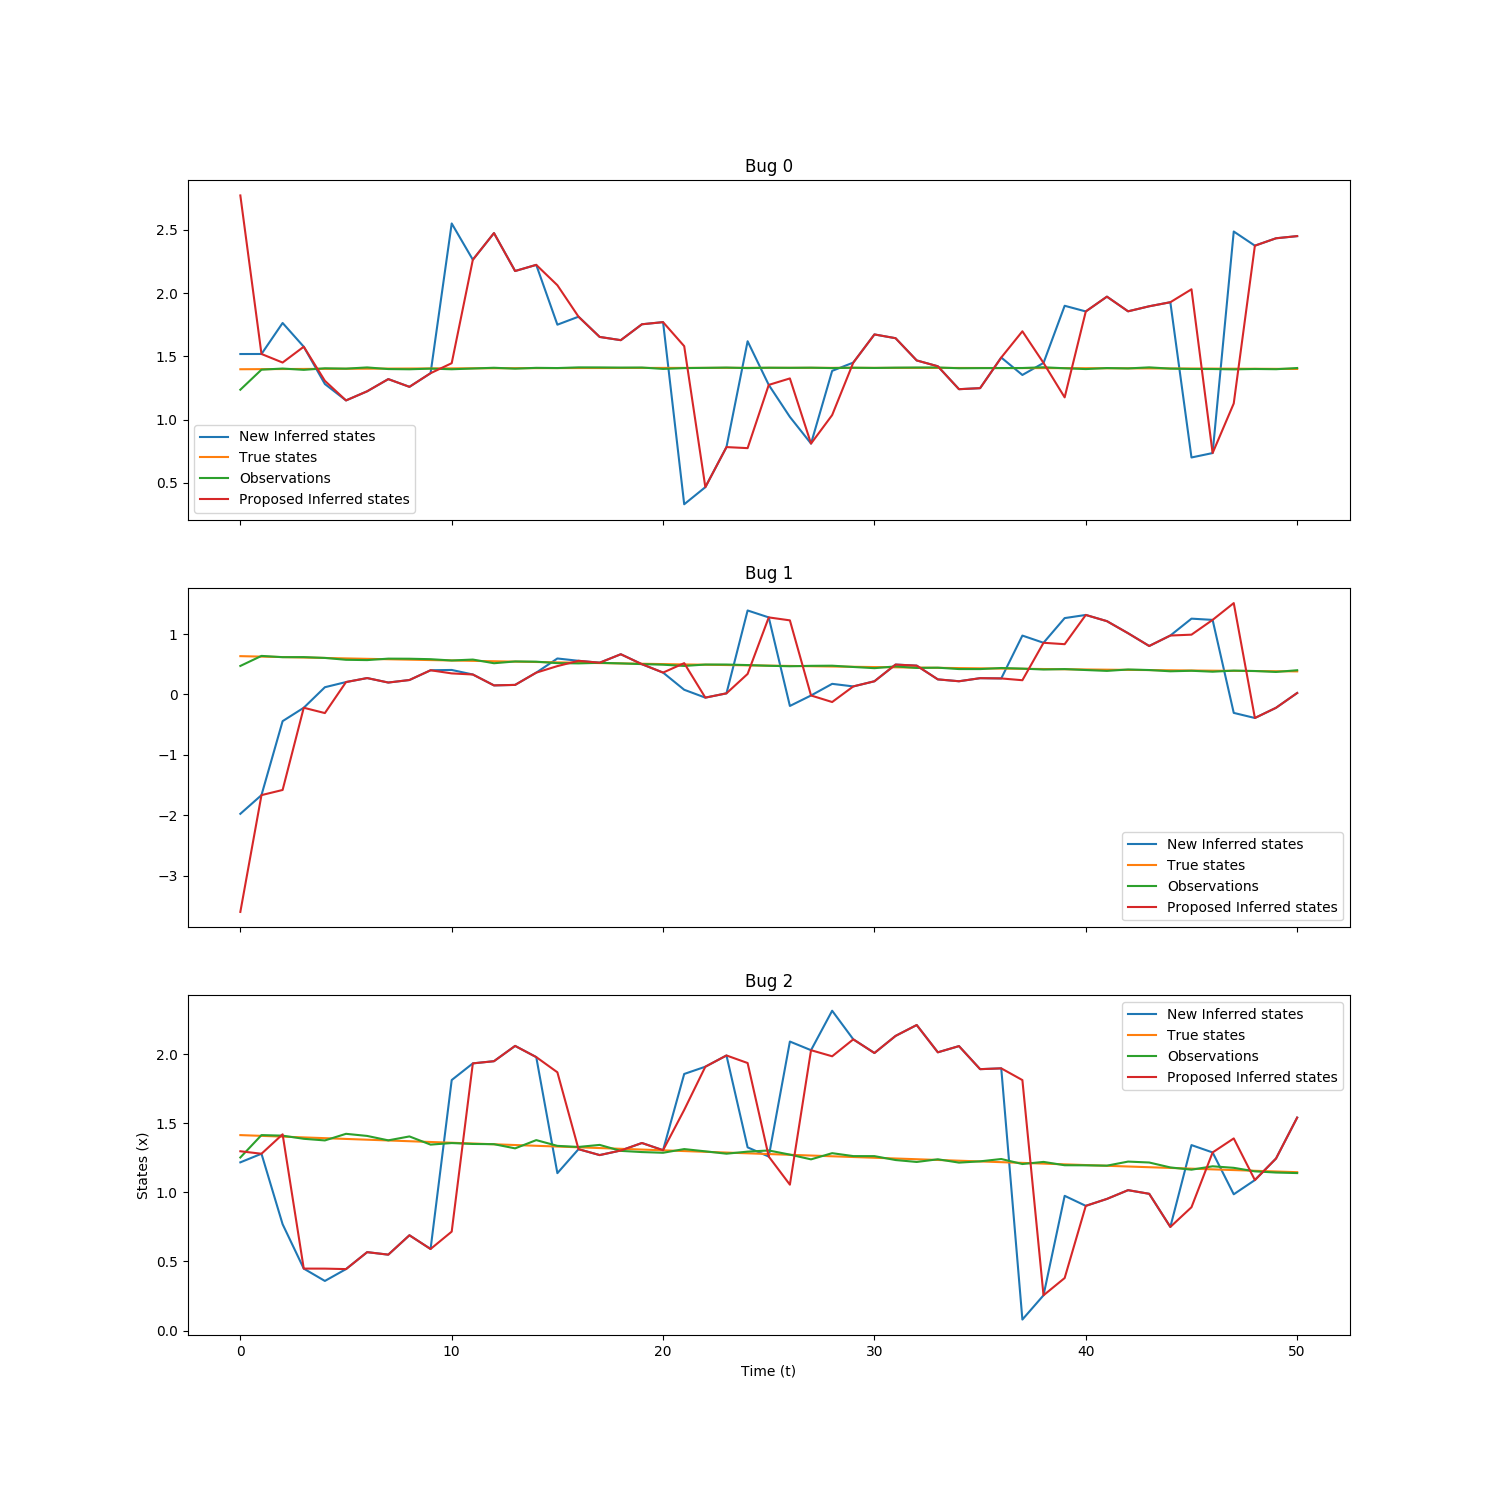 Bug 0
2.5
2.0
1.5
1.0
0.5
New Inferred states
True states
Observations
Proposed Inferred states
Bug 1
1
0
−1
−2
−3
New Inferred states
True states
Observations
Proposed Inferred states
Bug 2
States (x)
2.0
1.5
1.0
0.5
0.0
New Inferred states
True states
Observations
Proposed Inferred states
0 10 20 30 40 50
Time (t)